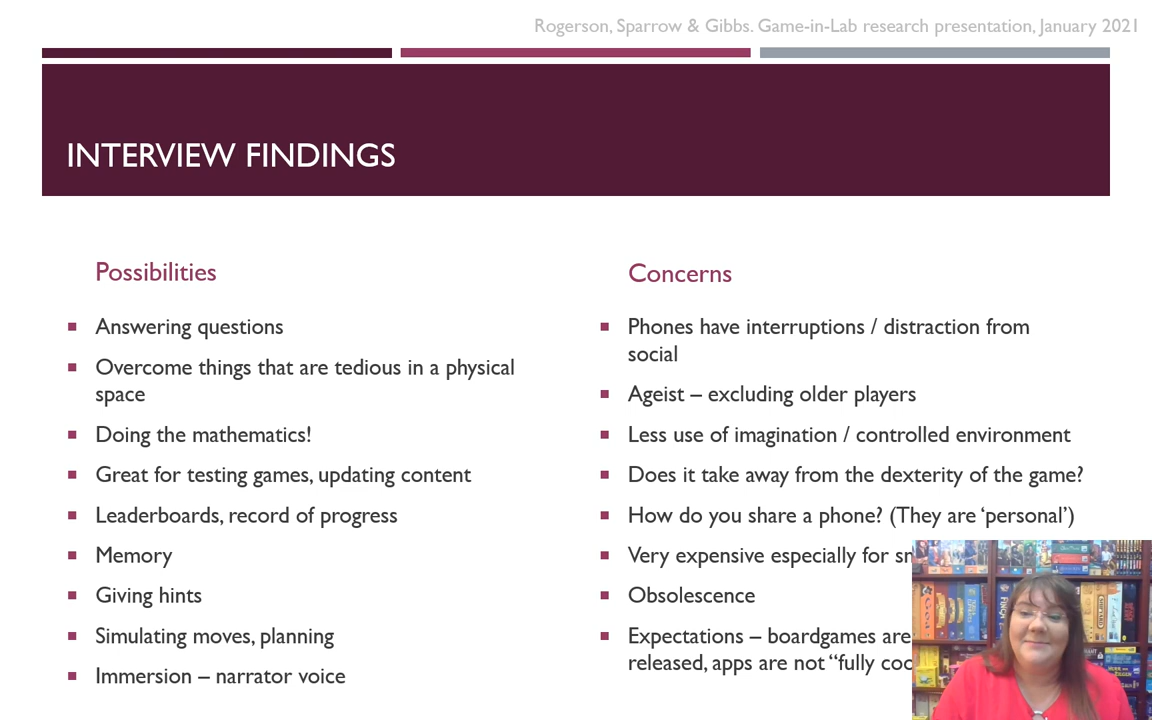 Rogerson, Sparrow & Gibbs. Game-in-Lab research presentation, January 2021
INTERVIEW FINDINGS
Possibilities
Answering questions
Overcome things that are tedious in a physical
space
Doing the mathematics!
Great for testing games, updating content
Leaderboards, record of progress
Memory
Giving hints
Simulating moves, planning
Immersion – narrator voice
Concerns
Phones have interruptions / distraction from
social
Ageist – excluding older players
Less use of imagination / controlled environment
Does it take away from the dexterity of the game?
How do you share a phone? (They are ‘personal’)
Very expensive especially for
Obsolescence
Expectations – boardgames are
released, apps are not “fully